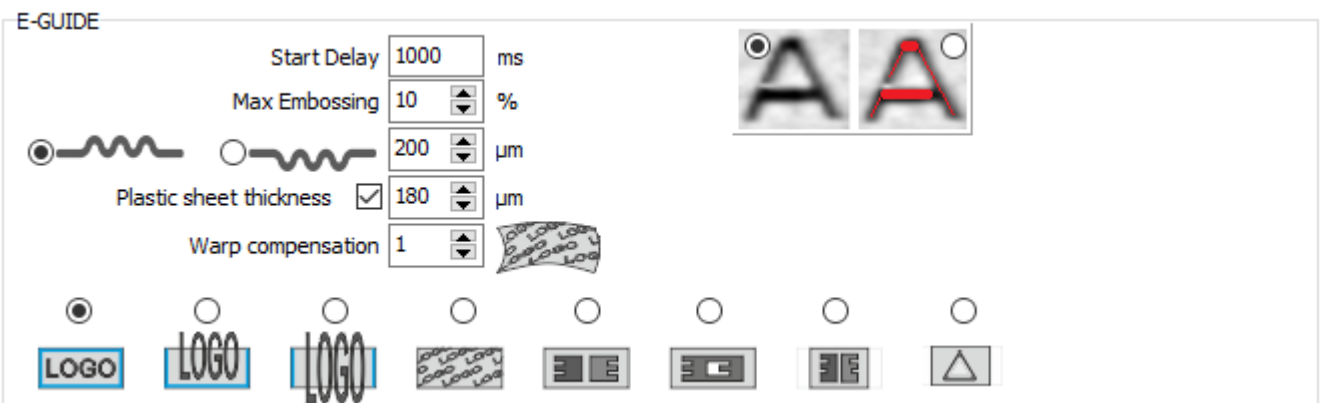 E-GUIDE
Start Delay 1000 ms
Max Embossing 10 %
200 µm
Plastic sheet thickness 180 µm
Warp compensation 1
A A
LOGO LOGO LOGO